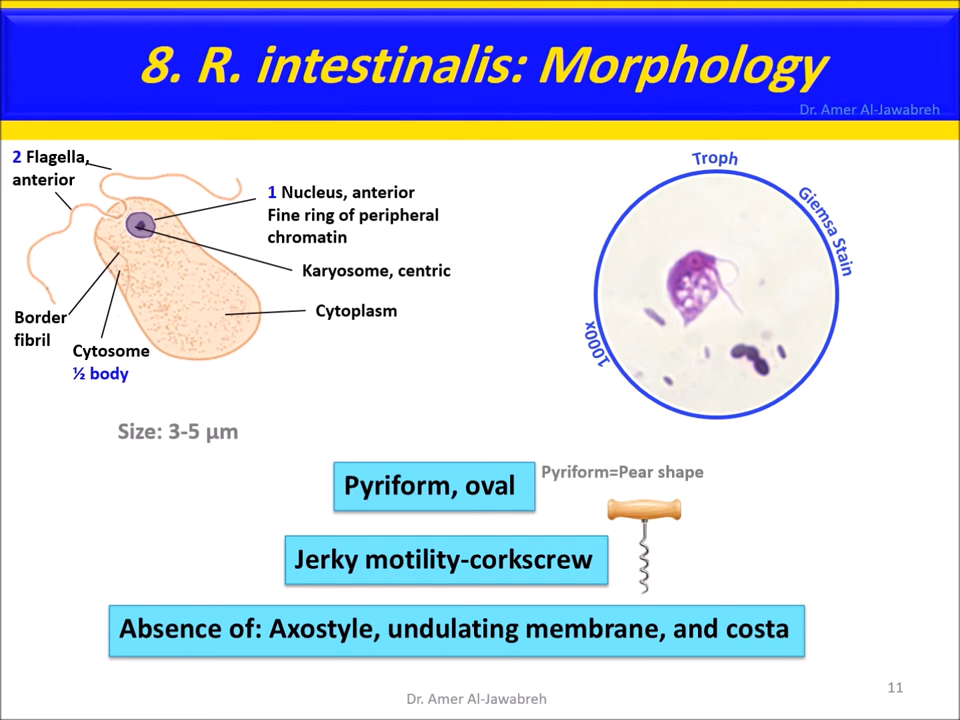 8. R. intestinalis: Morphology
Dr. Amer Al-Jawabreh
2 Flagella,
anterior
1 Nucleus, anterior
Fine ring of peripheral
chromatin
Karyosome, centric
Cytoplasm
Border
fibril
Cytosome
½ body
Size: 3-5 µm
Troph
Giemsa Stain
1000x
Pyriform, oval
Pyriform=Pear shape
Jerky motility-corkscrew
Absence of: Axostyle, undulating membrane, and costa
Dr. Amer Al-Jawabreh
11